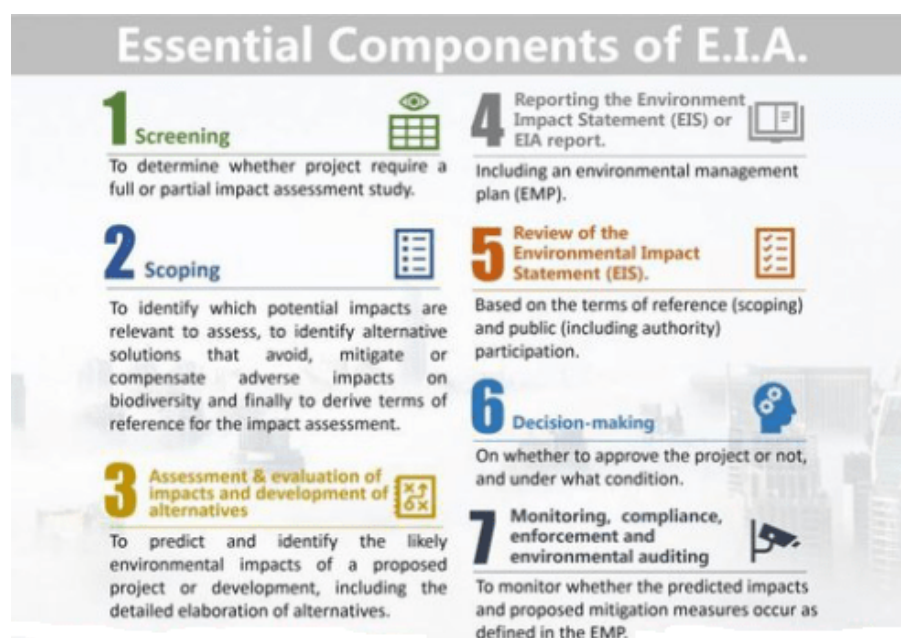 Essential Components of E.I.A.
1 Screening
To determine whether project require a
full or partial impact assessment study.
2 Scoping
To identify which potential impacts are
relevant to assess, to identify alternative
solutions that avoid, mitigate or
compensate adverse impacts on
biodiversity and finally to derive terms of
reference for the impact assessment.
3 Assessment & evaluation of
impacts and development of
alternatives
To predict and identify the likely
environmental impacts of a proposed
project or development, including the
detailed elaboration of alternatives.
4 Reporting the Environment
Impact Statement (EIS) or
EIA report.
Including an environmental management
plan (EMP).
5 Review of the
Environmental Impact
Statement (EIS).
Based on the terms of reference (scoping)
and public (including authority)
participation.
6 Decision-making
On whether to approve the project or not,
and under what condition.
7 Monitoring, compliance,
enforcement and
environmental auditing
To monitor whether the predicted impacts
and proposed mitigation measures occur as
defined in the EMP.